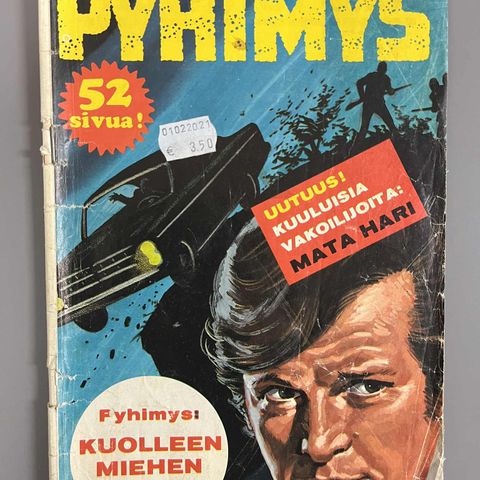 PYHIMYS
52
sivua!
01022021
€ 3.50
UUTUUS!
KUULUISIA
VAKOILIJOITA:
MATA HARI
Pyhimys:
KUOLLEEN
MIEHEN